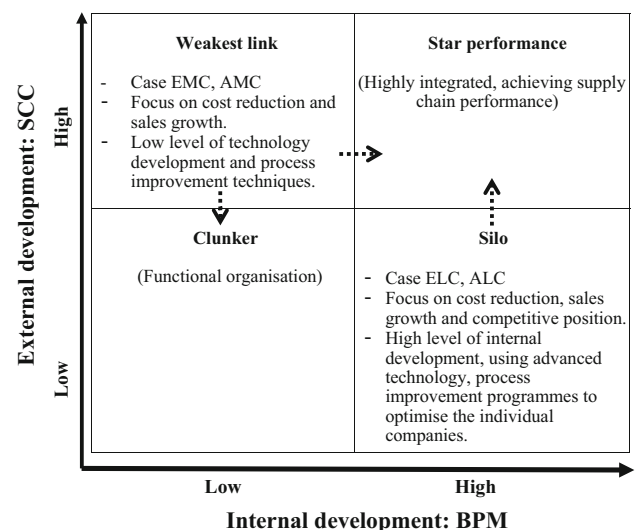 External development: SCC
High
Low
Weakest link
- Case EMC, AMC
- Focus on cost reduction and
sales growth.
- Low level of technology
development and process
improvement techniques.
Star performance
(Highly integrated, achieving supply
chain performance)
Clunker
(Functional organisation)
Silo
- Case ELC, ALC
- Focus on cost reduction, sales
growth and competitive position.
- High level of internal
development, using advanced
technology, process
improvement programmes to
optimise the individual
companies.
Low
High
Internal development: BPM